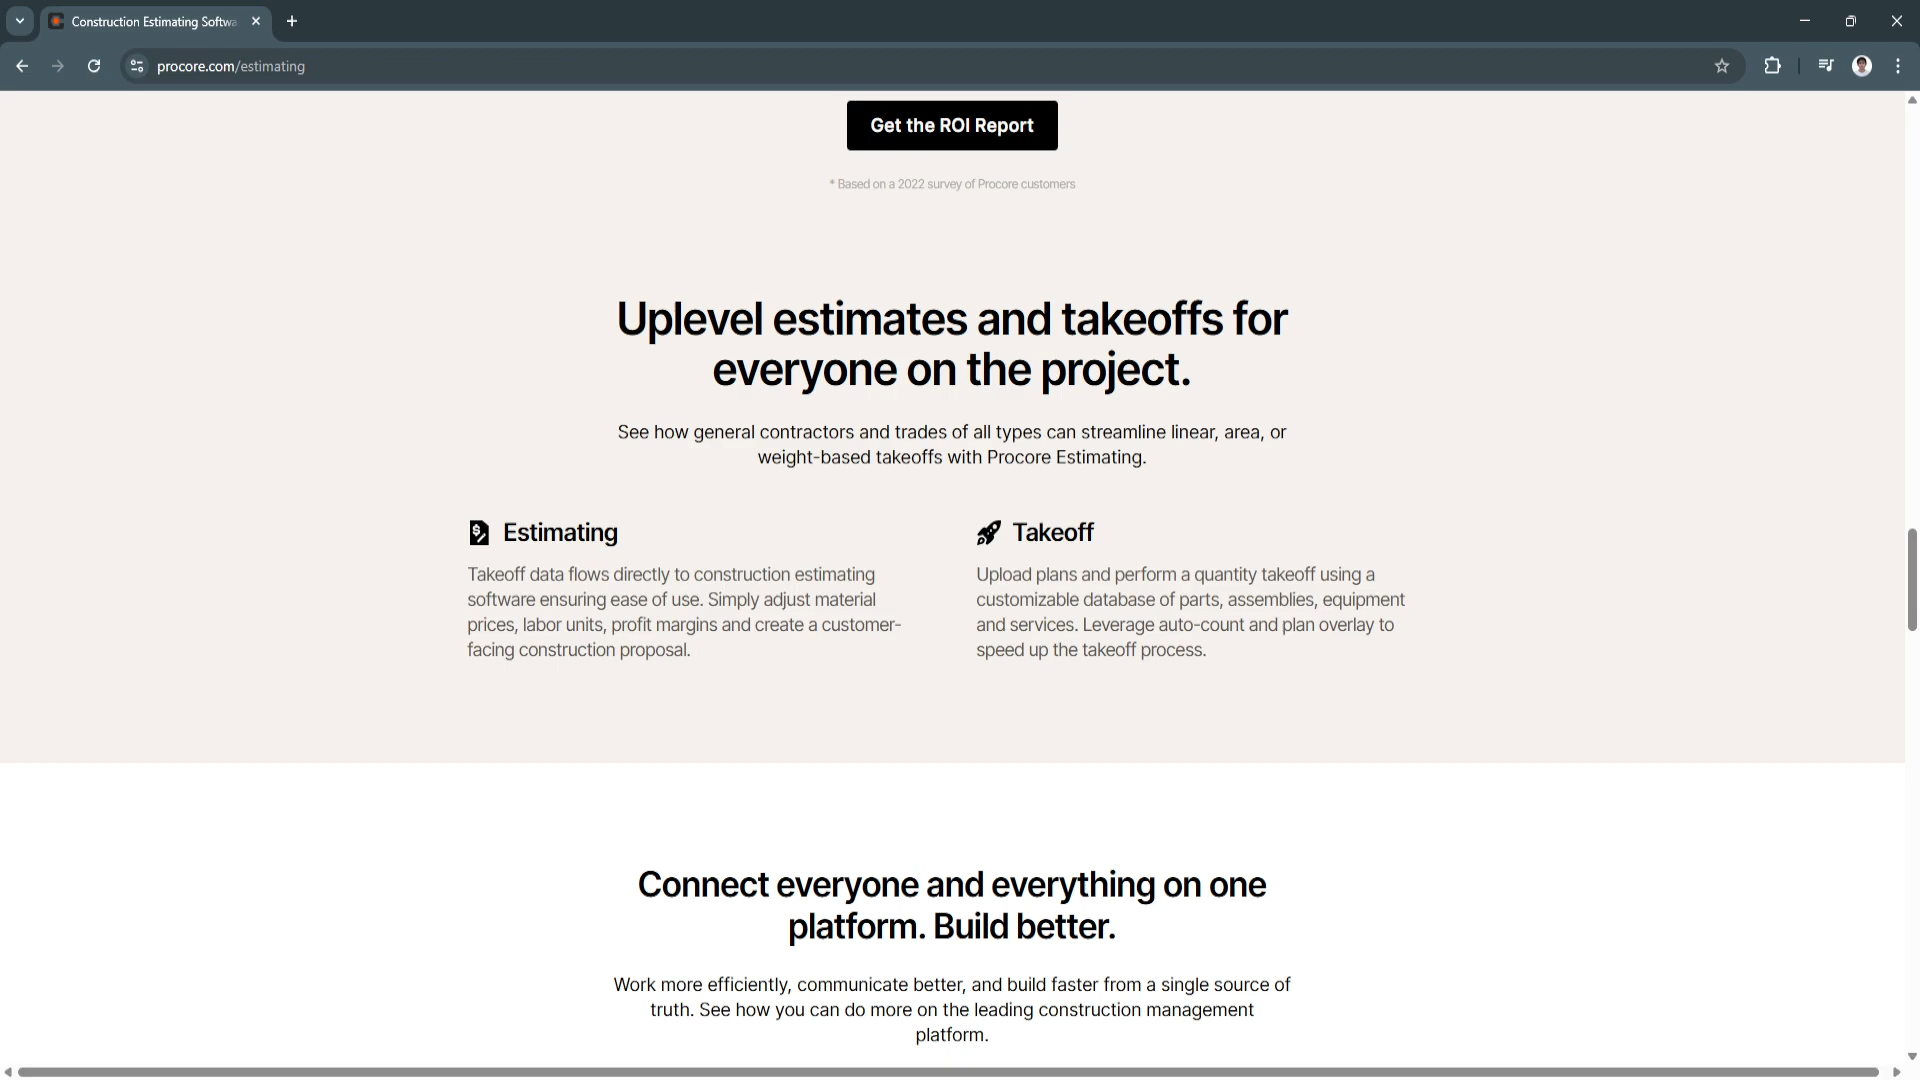 Construction Estimating Softwa
procore.com/estimating
Get the ROI Report
* Based on a 2022 survey of Procore customers
Uplevel estimates and takeoffs for
everyone on the project.
See how general contractors and trades of all types can streamline linear, area, or
weight-based takeoffs with Procore Estimating.
Estimating
Takeoff data flows directly to construction estimating
software ensuring ease of use. Simply adjust material
prices, labor units, profit margins and create a customer-
facing construction proposal.
Takeoff
Upload plans and perform a quantity takeoff using a
customizable database of parts, assemblies, equipment
and services. Leverage auto-count and plan overlay to
speed up the takeoff process.
Connect everyone and everything on one
platform. Build better.
Work more efficiently, communicate better, and build faster from a single source of
truth. See how you can do more on the leading construction management
platform.